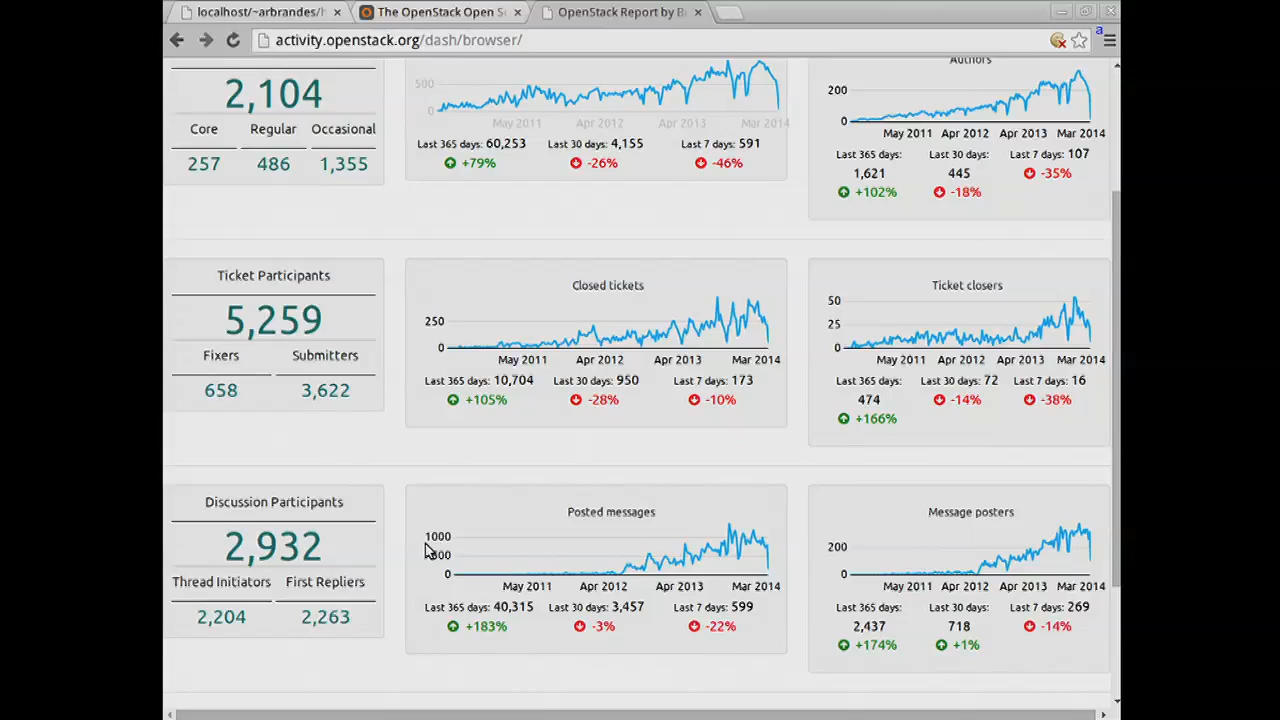 localhost/~arbrandes/h
The OpenStack Open S
OpenStack Report by B
activity.openstack.org/dash/browser/
2,104
Core Regular Occasional
257 486 1,355
500
0
May 2011 Apr 2012 Apr 2013 Mar 2014
Last 365 days: 60,253 Last 30 days: 4,155 Last 7 days: 591
+79% -26% -46%
Authors
200
0
May 2011 Apr 2012 Apr 2013 Mar 2014
Last 365 days: 1,621 Last 30 days: 445 Last 7 days: 107
+102% -18% -35%
Ticket Participants
5,259
Fixers Submitters
658 3,622
Closed tickets
250
0
May 2011 Apr 2012 Apr 2013 Mar 2014
Last 365 days: 10,704 Last 30 days: 950 Last 7 days: 173
+105% -28% -10%
Ticket closers
50
25
0
May 2011 Apr 2012 Apr 2013 Mar 2014
Last 365 days: 474 Last 30 days: 72 Last 7 days: 16
+166% -14% -38%
Discussion Participants
2,932
Thread Initiators First Repliers
2,204 2,263
Posted messages
1000
500
0
May 2011 Apr 2012 Apr 2013 Mar 2014
Last 365 days: 40,315 Last 30 days: 3,457 Last 7 days: 599
+183% -3% -22%
Message posters
200
0
May 2011 Apr 2012 Apr 2013 Mar 2014
Last 365 days: 2,437 Last 30 days: 718 Last 7 days: 269
+174% +1% -14%